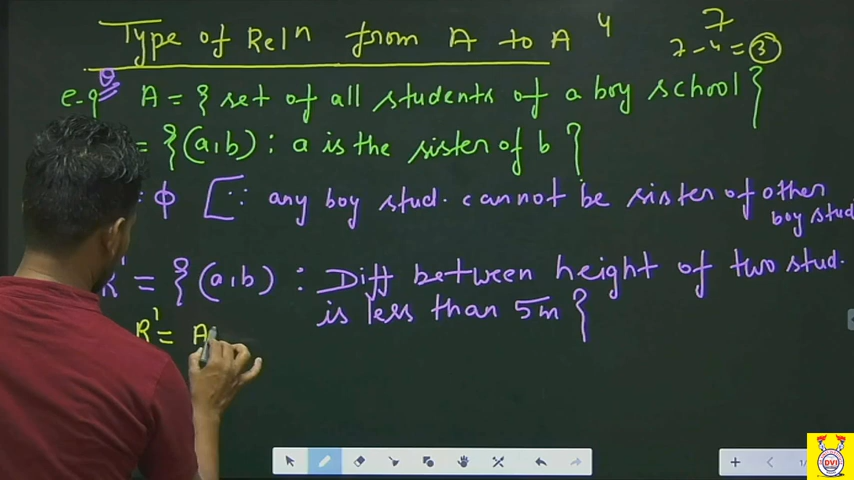 Type of Relⁿ from A to A 4 7
7 - 4 = 3
e.g A = { set of all students of a boy school }
= {(a,b) : a is the sister of b }
= ϕ [∵ any boy stud. cannot be sister of other
boy stud
R' = {(a,b) : Diff between height of two stud.
is less than 5m }
R' = A
DVI